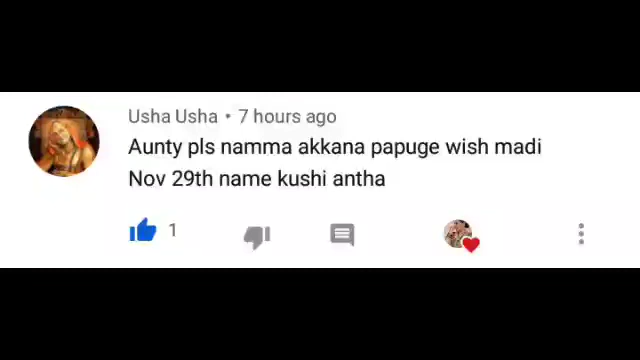 Usha Usha • 7 hours ago
Aunty pls namma akkana papuge wish madi
Nov 29th name kushi antha
1